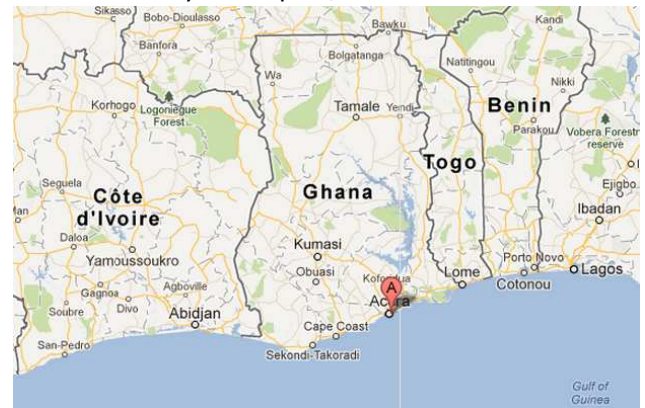 Sikasso
Bobo-Dioulasso
Bawku
Kandi
Banfora
Bolgatanga
Natitingou
Wa
Nikki
Korhogo
Logoniegue
Forest
Tamale
Yendi
Benin
Parakou
Vobera Forest
reserve
Togo
Seguela
Côte
d'Ivoire
Ghana
Ejigbo
Ibadan
Daloa
Yamoussoukro
Kumasi
Obuasi
Lome
Porto Novo
Lagos
Cotonou
Gagnoa
Agboville
A
Accra
Soubre
Divo
Abidjan
Cape Coast
San-Pedro
Sekondi-Takoradi
Gulf of
Guinea